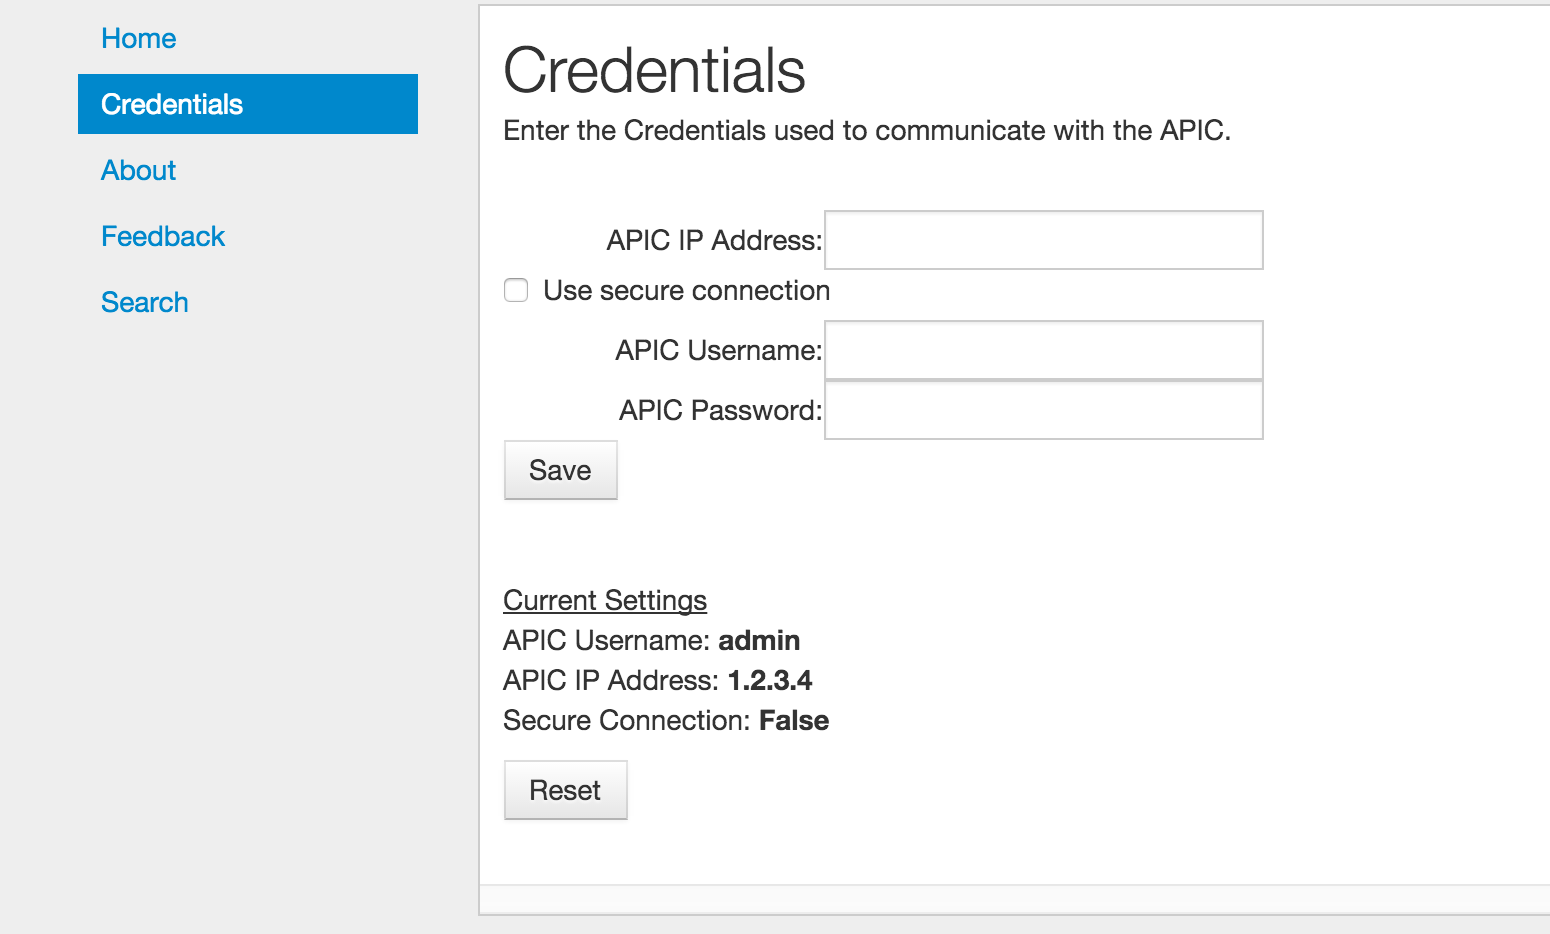 Home
Credentials
About
Feedback
Search
Credentials
Enter the Credentials used to communicate with the APIC.
APIC IP Address:
Use secure connection
APIC Username:
APIC Password:
Save
Current Settings
APIC Username: admin
APIC IP Address: 1.2.3.4
Secure Connection: False
Reset